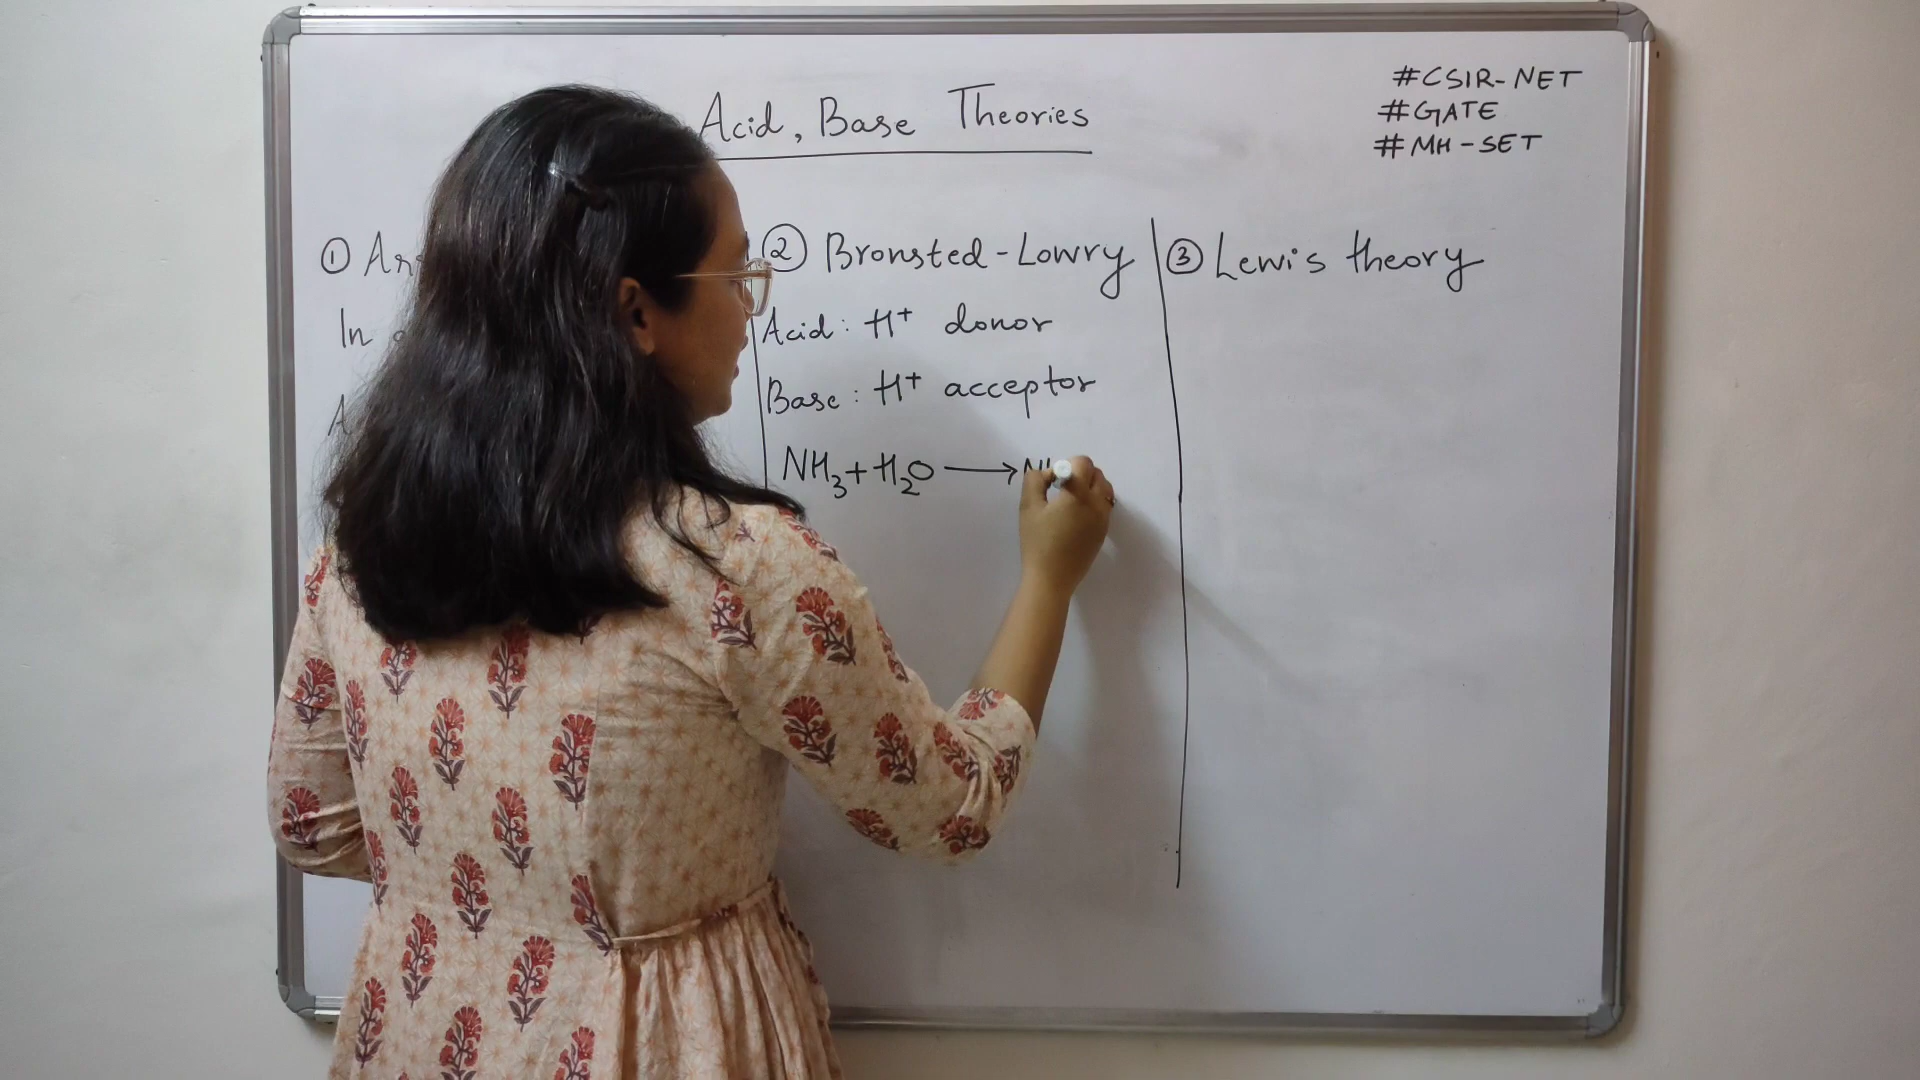 Acid, Base Theories
#CSIR-NET
#GATE
#MH-SET
①
In
② Bronsted-Lowry
Acid: H⁺ donor
Base: H⁺ acceptor
NH₃+H₂O ⟶
③ Lewis theory